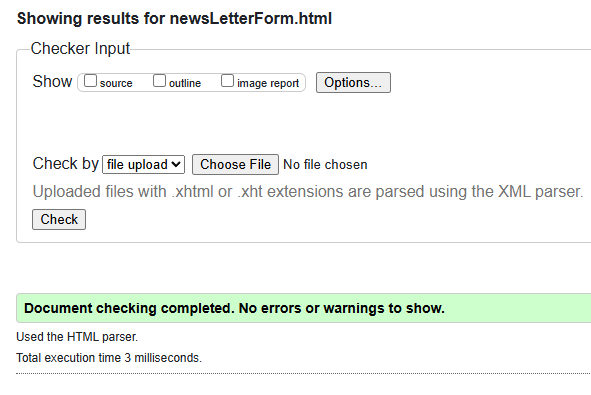 Showing results for newsLetterForm.html
Checker Input
Show source outline image report Options...
Check by file upload Choose File No file chosen
Uploaded files with .xhtml or .xht extensions are parsed using the XML parser.
Check
Document checking completed. No errors or warnings to show.
Used the HTML parser.
Total execution time 3 milliseconds.